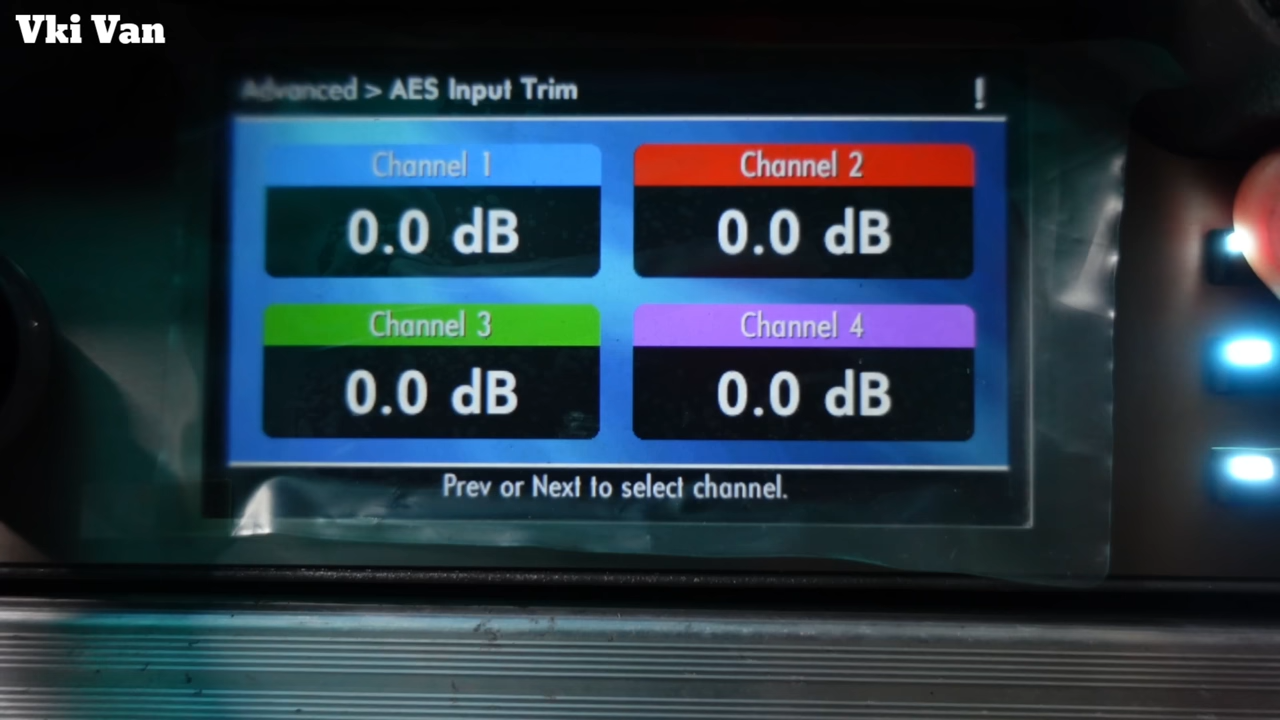 Vki Van
Advanced > AES Input Trim !
Channel 1
0.0 dB
Channel 2
0.0 dB
Channel 3
0.0 dB
Channel 4
0.0 dB
Prev or Next to select channel.